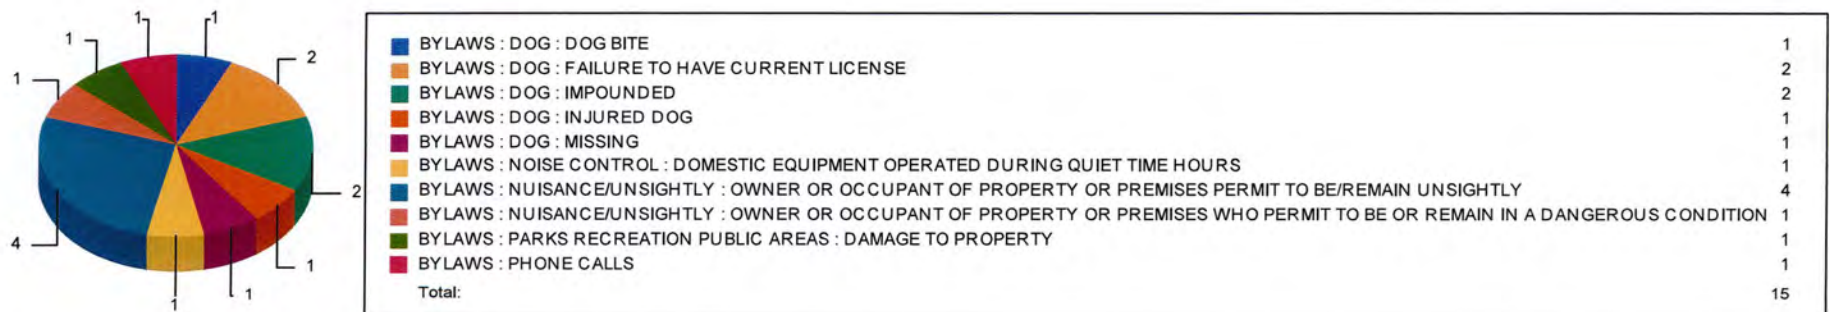 1 1
1 2
1
2
4
1
1
1
BYLAWS : DOG : DOG BITE 1
BYLAWS : DOG : FAILURE TO HAVE CURRENT LICENSE 2
BYLAWS : DOG : IMPOUNDED 2
BYLAWS : DOG : INJURED DOG 1
BYLAWS : DOG : MISSING 1
BYLAWS : NOISE CONTROL : DOMESTIC EQUIPMENT OPERATED DURING QUIET TIME HOURS 1
BYLAWS : NUISANCE/UNSIGHTLY : OWNER OR OCCUPANT OF PROPERTY OR PREMISES PERMIT TO BE/REMAIN UNSIGHTLY 4
BYLAWS : NUISANCE/UNSIGHTLY : OWNER OR OCCUPANT OF PROPERTY OR PREMISES WHO PERMIT TO BE OR REMAIN IN A DANGEROUS CONDITION 1
BYLAWS : PARKS RECREATION PUBLIC AREAS : DAMAGE TO PROPERTY 1
BYLAWS : PHONE CALLS 1
Total: 15